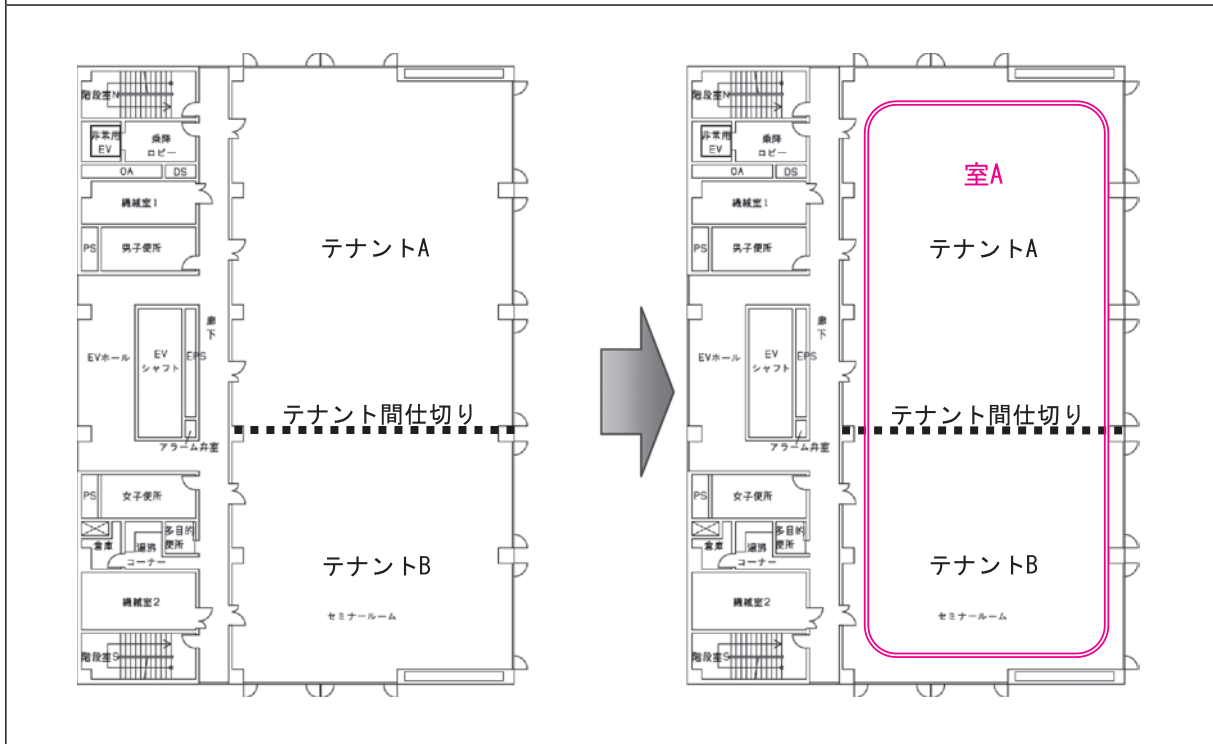 階段室N
非常用
EV
乗降
ロビー
OA
DS
機械室1
PS
男子便所
テナントA
廊
下
EVホール
EV
シャフト
EPS
テナント間仕切り
アラーム弁室
PS
女子便所
倉庫
湯沸
コーナー
多目的
便所
テナントB
機械室2
セミナールーム
階段室S
階段室N
非常用
EV
乗降
ロビー
OA
DS
室A
機械室1
PS
男子便所
テナントA
廊
下
EVホール
EV
シャフト
EPS
テナント間仕切り
アラーム弁室
PS
女子便所
倉庫
湯沸
コーナー
多目的
便所
テナントB
機械室2
セミナールーム
階段室S